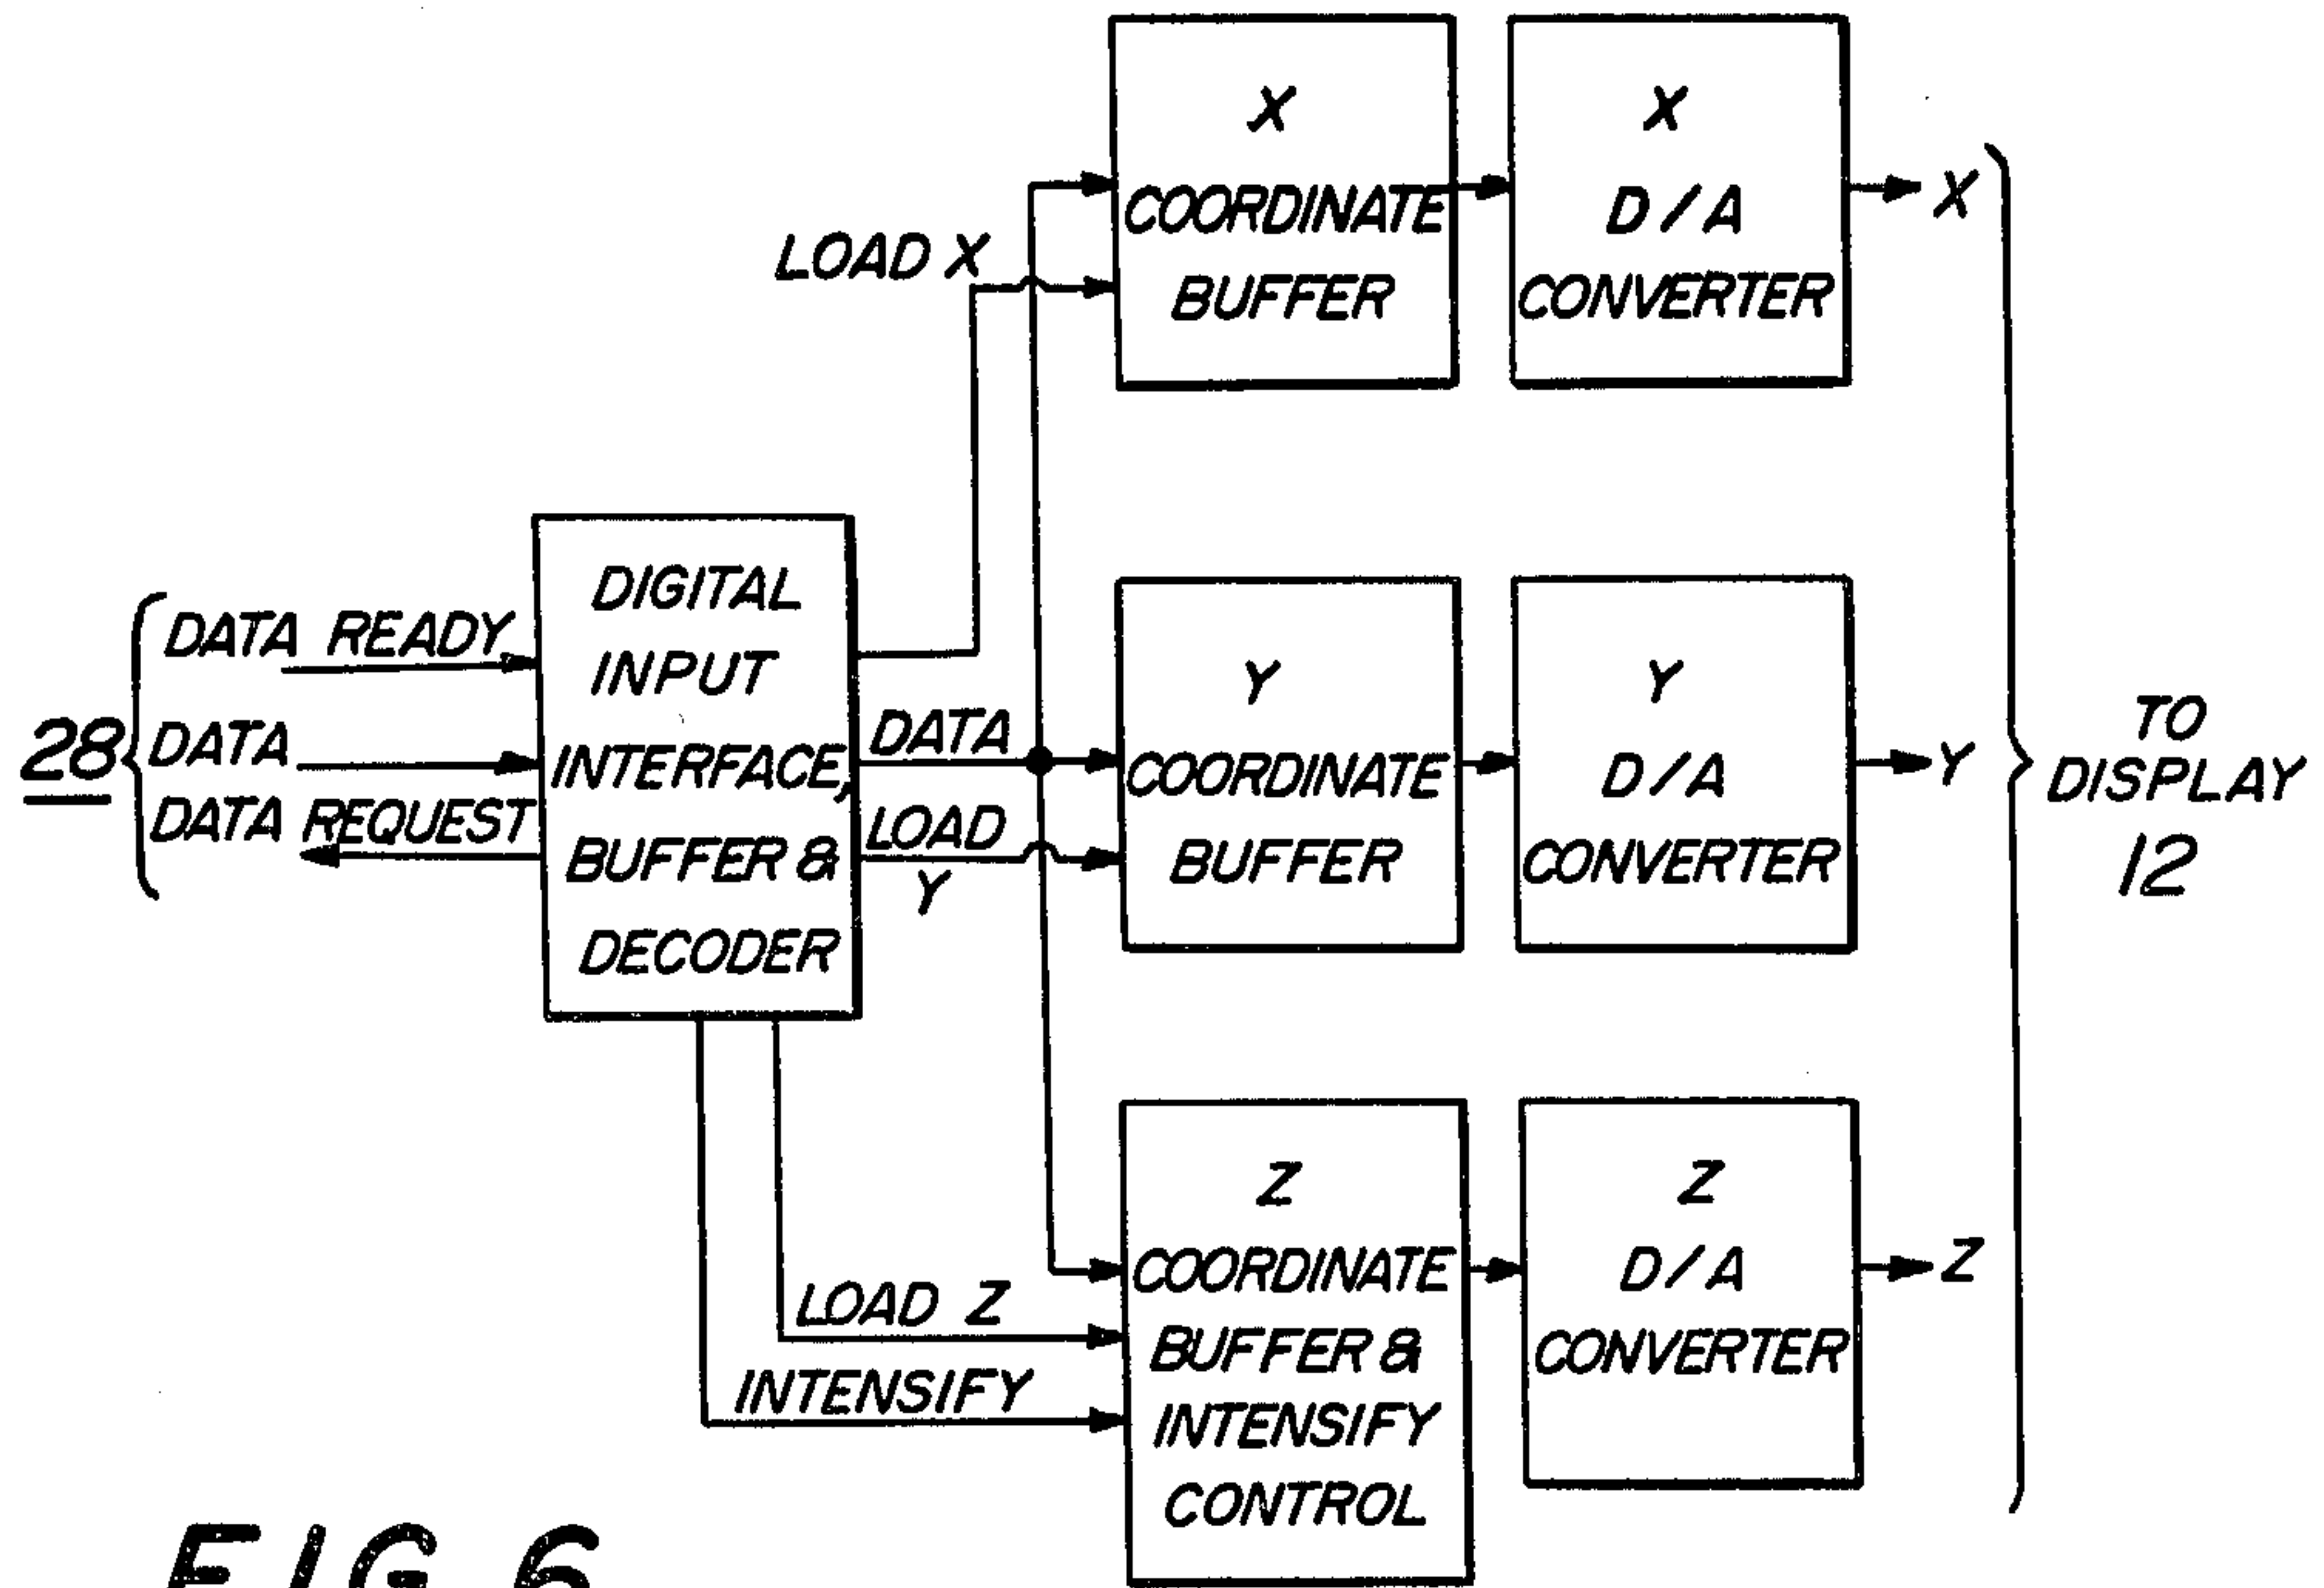 X
COORDINATE
BUFFER
X
D/A
CONVERTER
X
LOAD X
DIGITAL
INPUT
INTERFACE,
BUFFER &
DECODER
DATA READY
DATA
DATA REQUEST
28
DATA
LOAD
Y
Y
COORDINATE
BUFFER
Y
D/A
CONVERTER
Y
TO
DISPLAY
12
Z
COORDINATE
BUFFER &
INTENSIFY
CONTROL
Z
D/A
CONVERTER
Z
LOAD Z
INTENSIFY
FIG 6